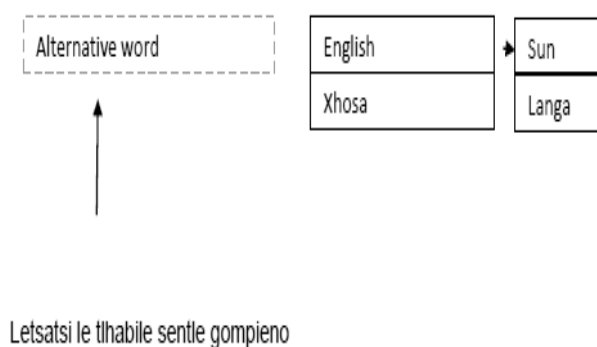 Alternative word
English
Sun
Xhosa
Langa
Letsatsi le tlhabile sentle gompieno